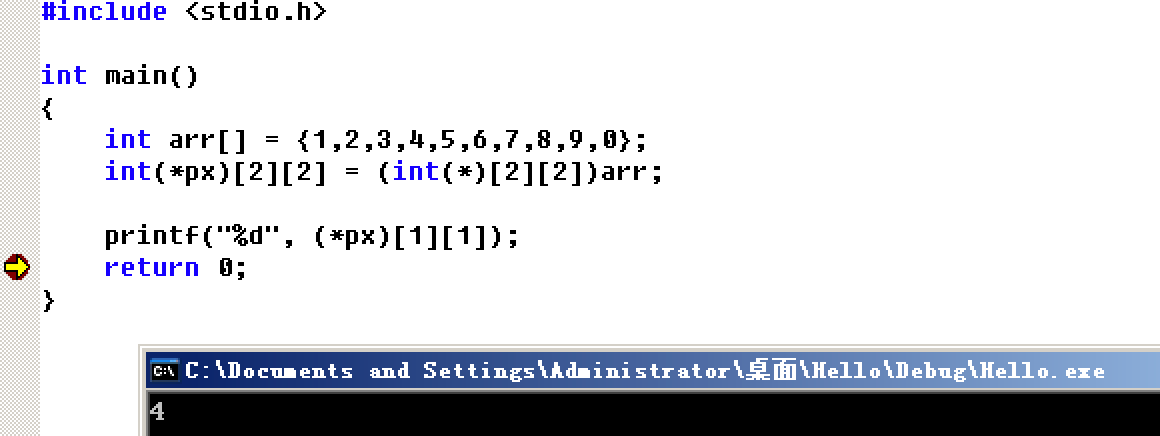 #include <stdio.h>
int main()
{
    int arr[] = {1,2,3,4,5,6,7,8,9,0};
    int(*px)[2][2] = (int(*)[2][2])arr;
    printf("%d", (*px)[1][1]);
    return 0;
}
C:\Documents and Settings\Administrator\桌面\Hello\Debug\Hello.exe
4